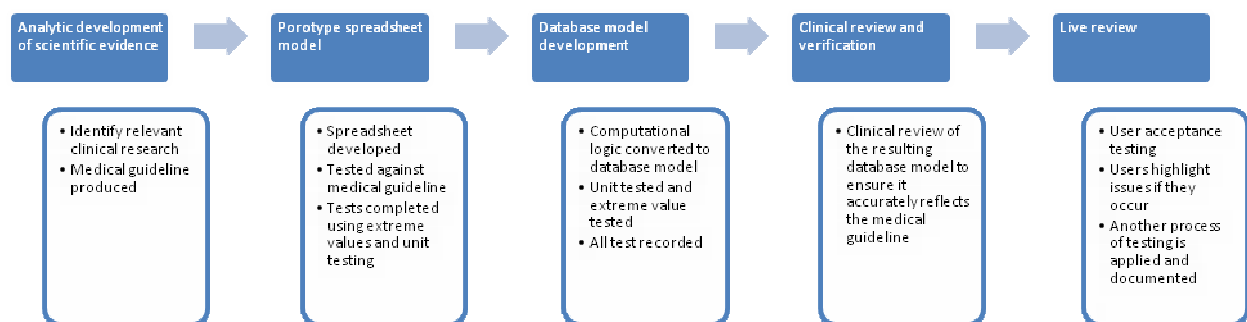 Analytic development
of scientific evidence
Porotype spreadsheet
model
Database model
development
Clinical review and
verification
Live review
• Identify relevant
clinical research
• Medical guideline
produced
• Spreadsheet
developed
• Tested against
medical guideline
• Tests completed
using extreme
values and unit
testing
• Computational
logic converted to
database model
• Unit tested and
extreme value
tested
• All test recorded
• Clinical review of
the resulting
database model to
ensure it
accurately reflects
the medical
guideline
• User acceptance
testing
• Users highlight
issues if they
occur
• Another process
of testing is
applied and
documented